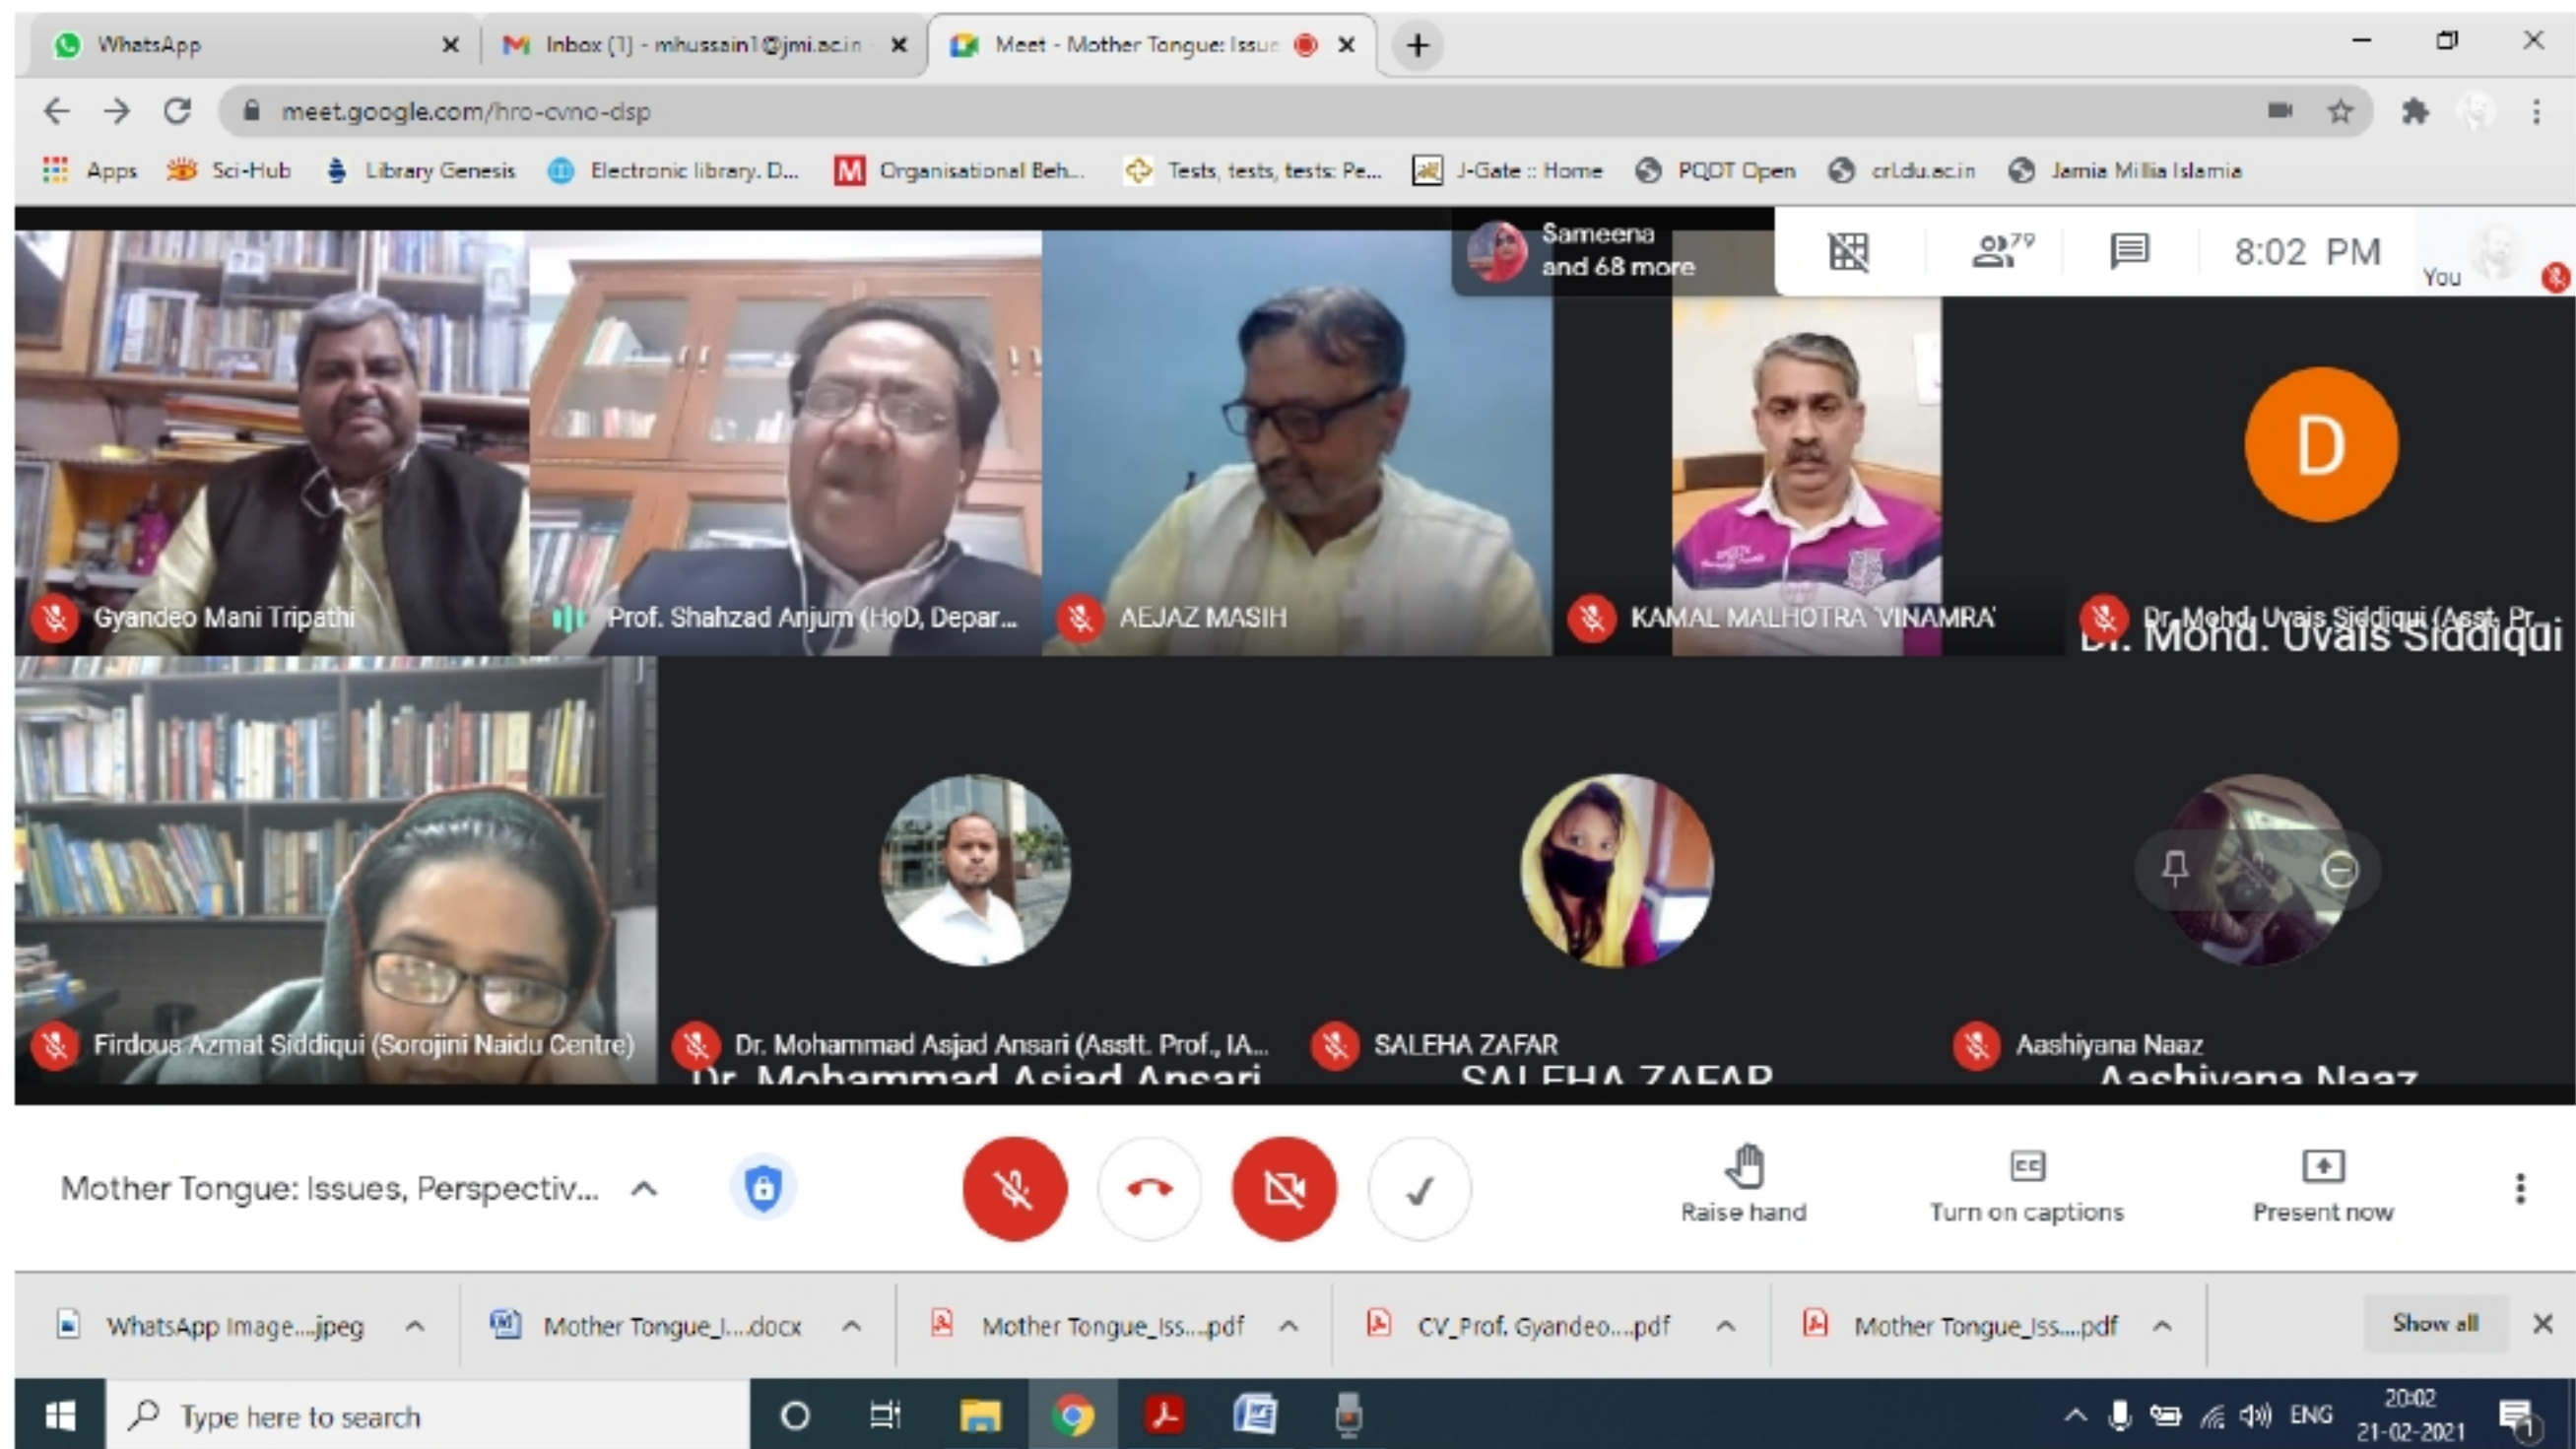 WhatsApp
Inbox (1) - mhussain1@jmi.ac.in -
Meet - Mother Tongue: Issue
meet.google.com/hro-cvno-dsp
Apps
Sci-Hub
Library Genesis
Electronic library. D...
Organisational Beh...
Tests, tests, tests: Pe...
J-Gate :: Home
PQDT Open
crl.du.ac.in
Jamia Millia Islamia
Sameena
and 68 more
79
8:02 PM
You
D
Gyandeo Mani Tripathi
Prof. Shahzad Anjum (HoD, Depar...
AEJAZ MASIH
KAMAL MALHOTRA 'VINAMRA'
Dr. Mohd. Uvais Siddiqui (Asst. Pr...
Dr. Mohd. Uvais Siddiqui
Firdous Azmat Siddiqui (Sorojini Naidu Centre)
Dr. Mohammad Asjad Ansari (Asstt. Prof., IA...
Dr. Mohammad Asjad Ansari
SALEHA ZAFAR
SALEHA ZAFAR
Aashiyana Naaz
Aashiyana Naaz
Mother Tongue: Issues, Perspectiv...
Raise hand
CC
Turn on captions
Present now
WhatsApp Image....jpeg
Mother Tongue_I....docx
Mother Tongue_Iss....pdf
CV_Prof. Gyandeo....pdf
Mother Tongue_Iss....pdf
Show all
Type here to search
ENG
20:02
21-02-2021
1